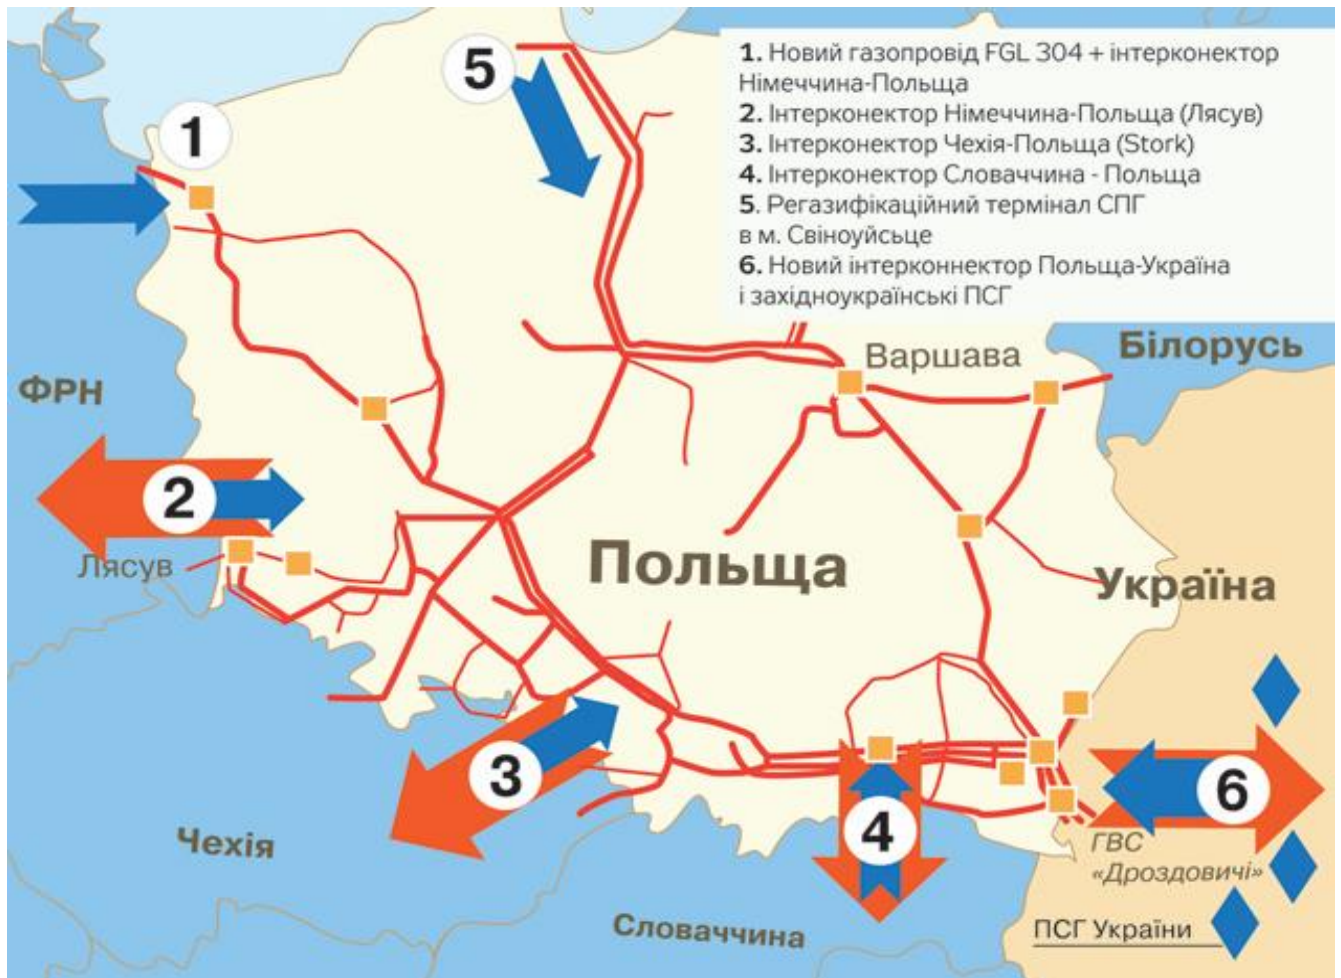 1. Новий газопровід FGL 304 + інтерконектор
Німеччина-Польща
2. Інтерконектор Німеччина-Польща (Лясув)
3. Інтерконектор Чехія-Польща (Stork)
4. Інтерконектор Словаччина - Польща
5. Регазифікаційний термінал СПГ
в м. Свіноуйсьце
6. Новий інтерконнектор Польща-Україна
і західноукраїнські ПСГ
5
1
Білорусь
Варшава
ФРН
2
Лясув
Польща
Україна
3
4
6
Чехія
ГВС
«Дроздовичі»
Словаччина
ПСГ України